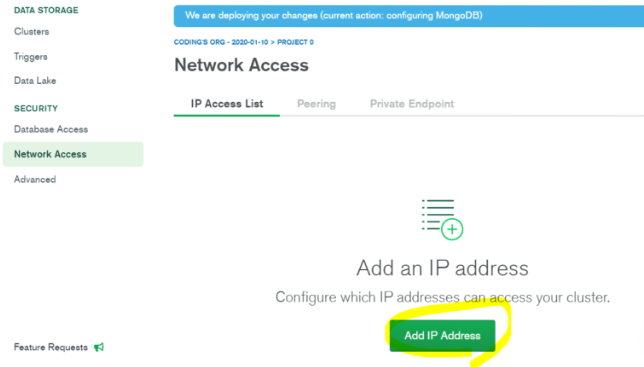 DATA STORAGE
Clusters
Triggers
Data Lake
SECURITY
Database Access
Network Access
Advanced
Feature Requests
We are deploying your changes (current action: configuring MongoDB)
CODING'S ORG - 2020-01-10 > PROJECT 0
Network Access
IP Access List Peering Private Endpoint
Add an IP address
Configure which IP addresses can access your cluster.
Add IP Address